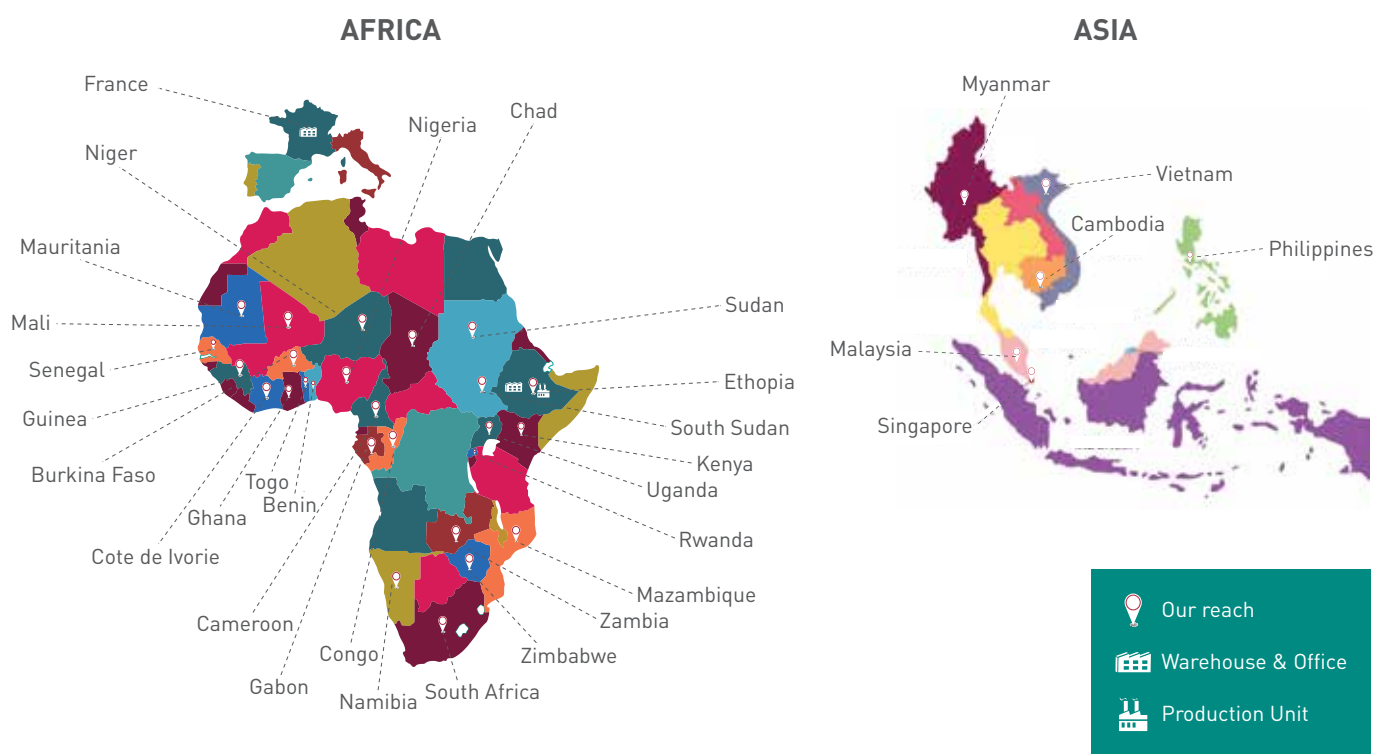 AFRICA
France
Niger
Nigeria
Chad
Mauritania
Mali
Senegal
Guinea
Burkina Faso
Togo
Benin
Ghana
Cote de Ivorie
Cameroon
Gabon
Congo
Namibia
South Africa
Zimbabwe
Zambia
Mazambique
Rwanda
Uganda
Kenya
South Sudan
Ethopia
Sudan
ASIA
Myanmar
Vietnam
Cambodia
Philippines
Malaysia
Singapore
Our reach
Warehouse & Office
Production Unit